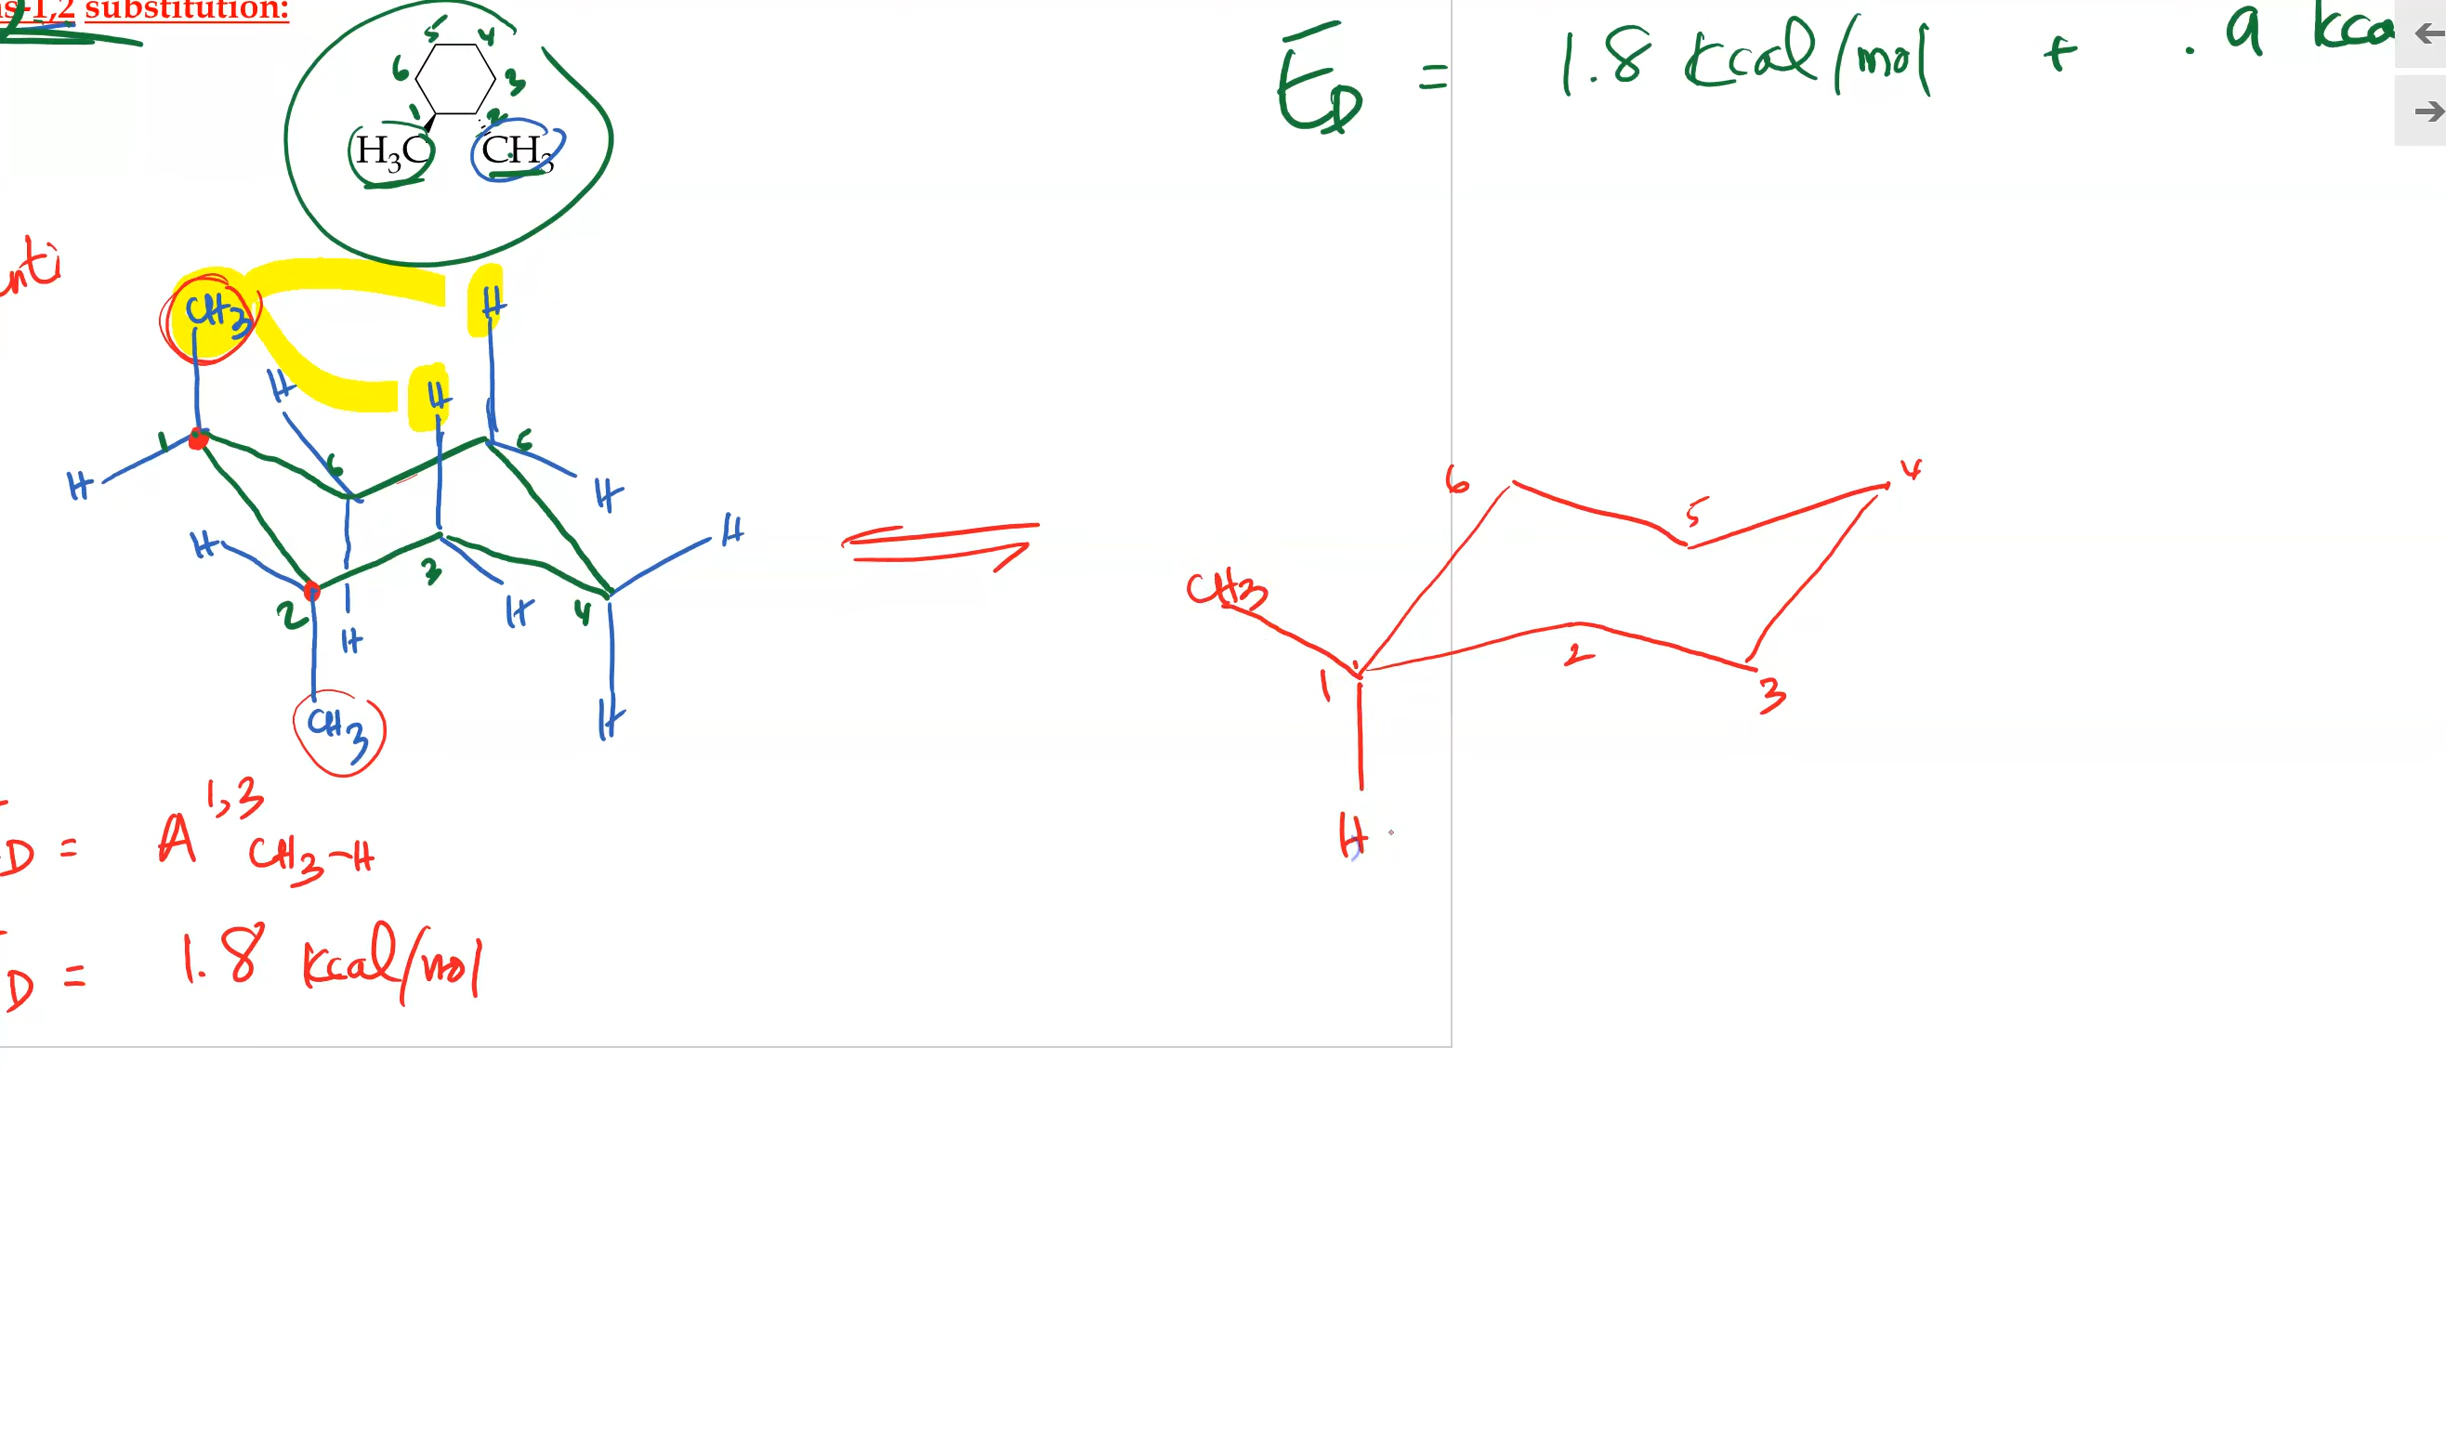 s-1,2 substitution:
5 4
6 3
1 2
H3C CH3
ED = 1.8 kcal/mol + .9 kca
nti
CH3 H
H H
1 6 5
H H
H H
2 3 4
H H
CH3 H
6 5 4
CH3
1 2 3
H
D = A 1,3 CH3-H
D = 1.8 kcal/mol